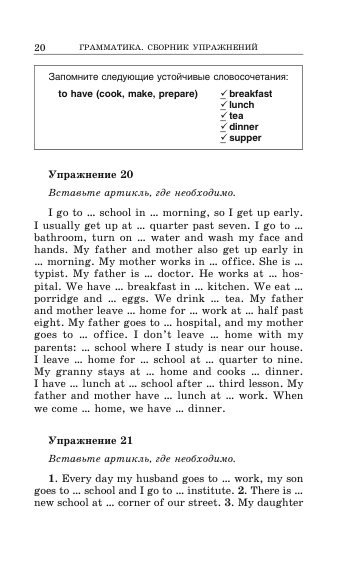 20 ГРАММАТИКА. СБОРНИК УПРАЖНЕНИЙ
Запомните следующие устойчивые словосочетания:
to have (cook, make, prepare) ✓ breakfast
✓ lunch
✓ tea
✓ dinner
✓ supper
Упражнение 20
Вставьте артикль, где необходимо.
I go to ... school in ... morning, so I get up early.
I usually get up at ... quarter past seven. I go to ...
bathroom, turn on ... water and wash my face and
hands. My father and mother also get up early in
... morning. My mother works in ... office. She is ...
typist. My father is ... doctor. He works at ... hos-
pital. We have ... breakfast in ... kitchen. We eat ...
porridge and ... eggs. We drink ... tea. My father
and mother leave ... home for ... work at ... half past
eight. My father goes to ... hospital, and my mother
goes to ... office. I don't leave ... home with my
parents: ... school where I study is near our house.
I leave ... home for ... school at ... quarter to nine.
My granny stays at ... home and cooks ... dinner.
I have ... lunch at ... school after ... third lesson. My
father and mother have ... lunch at ... work. When
we come ... home, we have ... dinner.
Упражнение 21
Вставьте артикль, где необходимо.
1. Every day my husband goes to ... work, my son
goes to ... school and I go to ... institute. 2. There is ...
new school at ... corner of our street. 3. My daughter